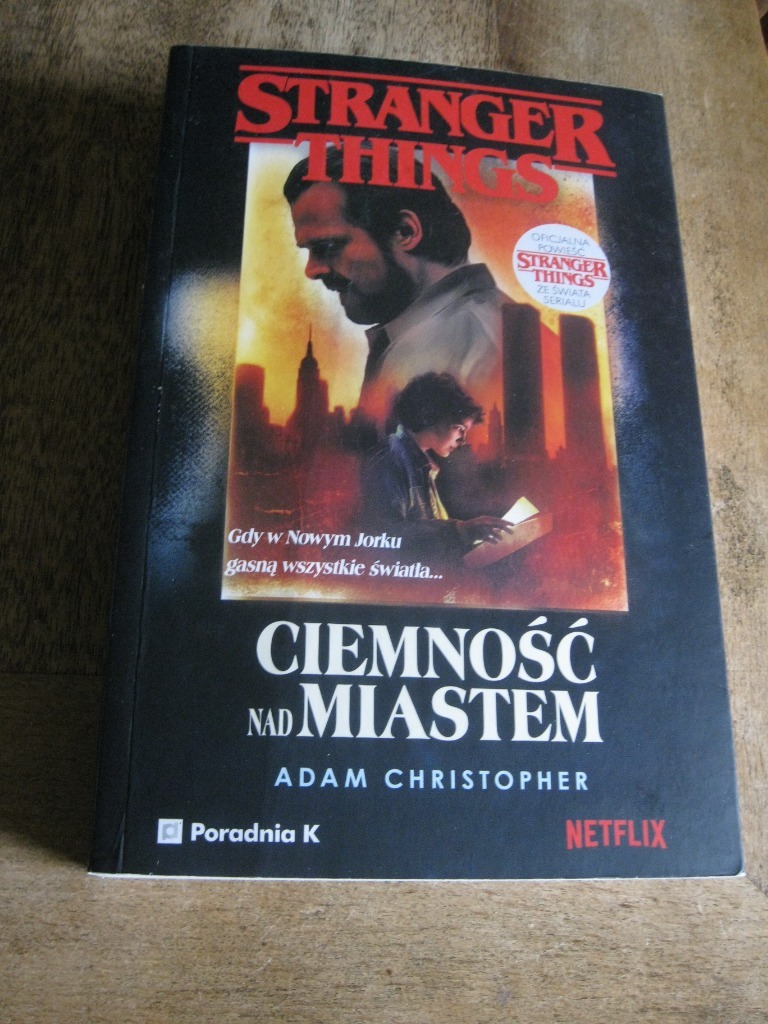 STRANGER
THINGS
OFICJALNA
POWIEŚĆ
STRANGER
THINGS
ZE ŚWIATA
SERIALU
Gdy w Nowym Jorku
gasną wszystkie światła...
CIEMNOŚĆ
NAD MIASTEM
ADAM CHRISTOPHER
Poradnia K
NETFLIX